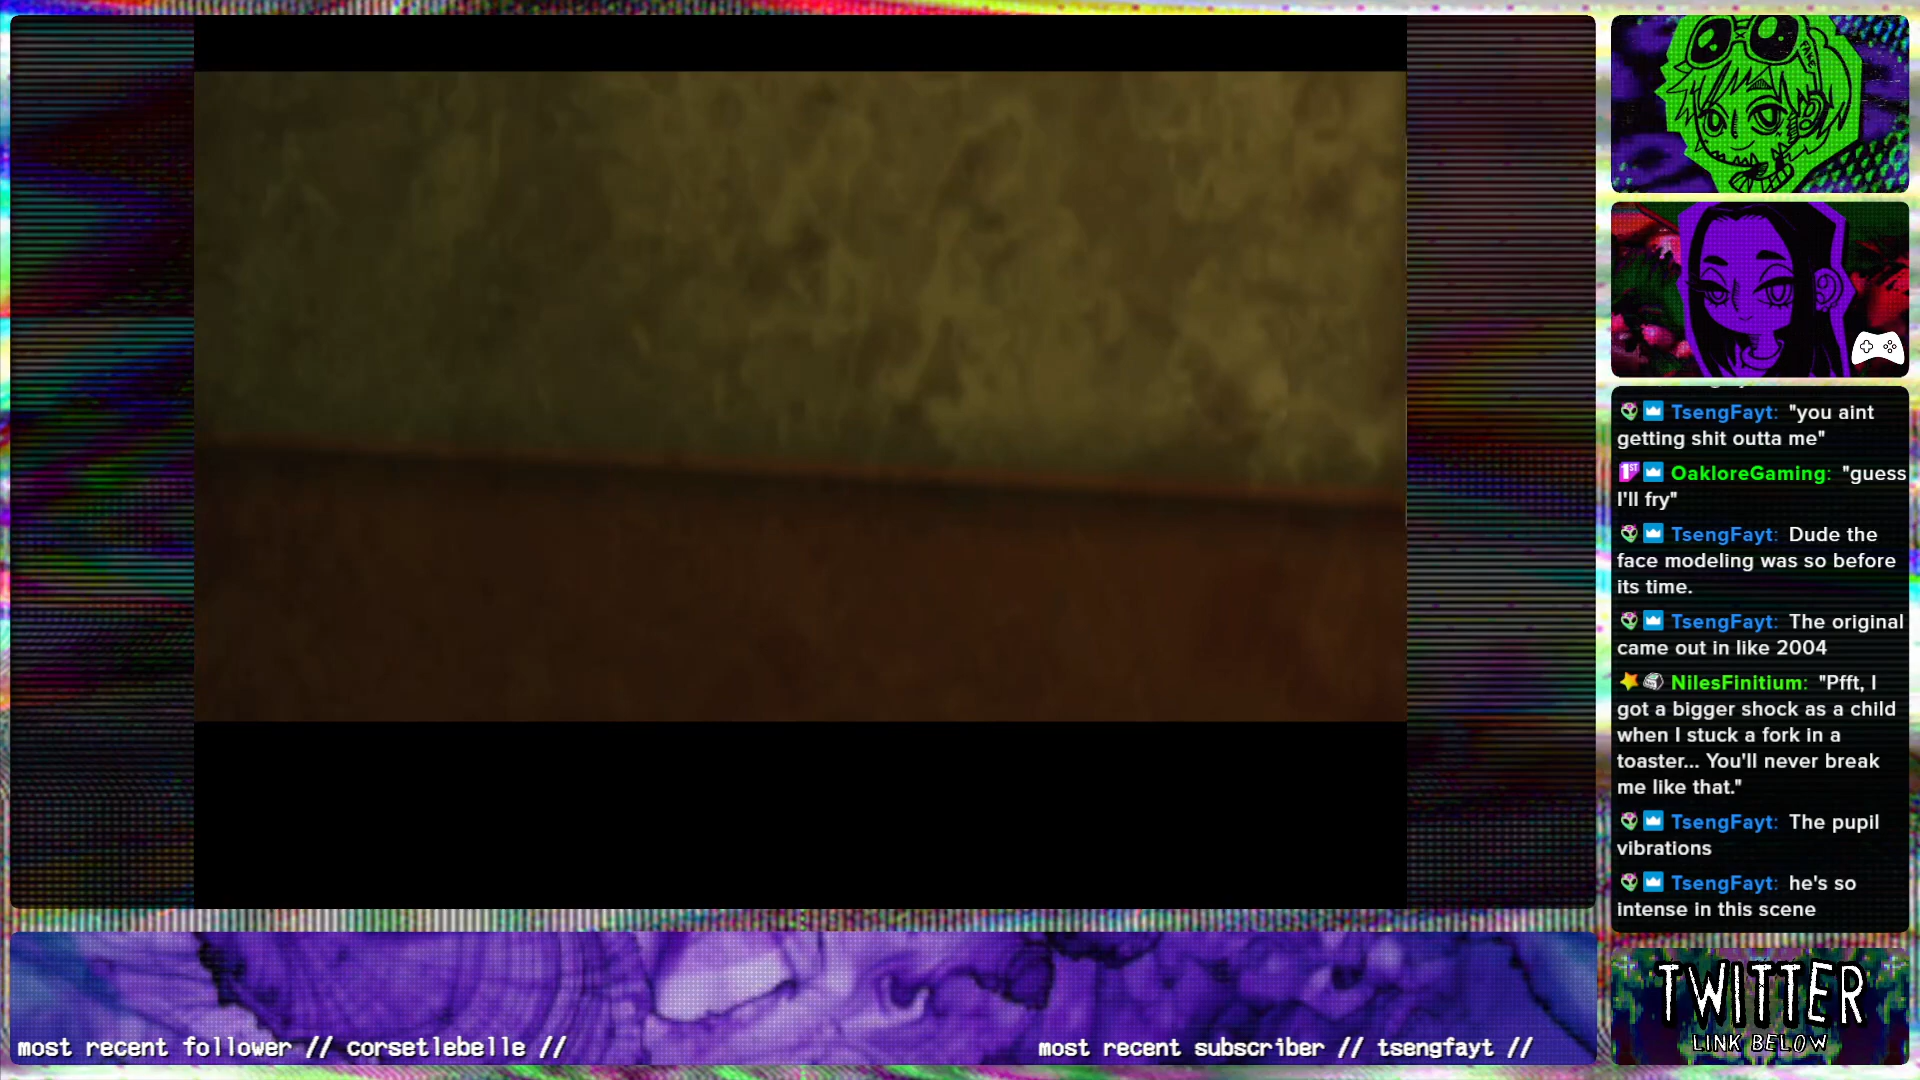 TsengFayt: "you aint
getting shit outta me"
1ST OakloreGaming: "guess
I'll fry"
TsengFayt: Dude the
face modeling was so before
its time.
TsengFayt: The original
came out in like 2004
NilesFinitium: "Pfft, I
got a bigger shock as a child
when I stuck a fork in a
toaster... You'll never break
me like that."
TsengFayt: The pupil
vibrations
TsengFayt: he's so
intense in this scene
TWITTER
LINK BELOW
most recent follower // corsetlebelle //
most recent subscriber // tsengfayt //